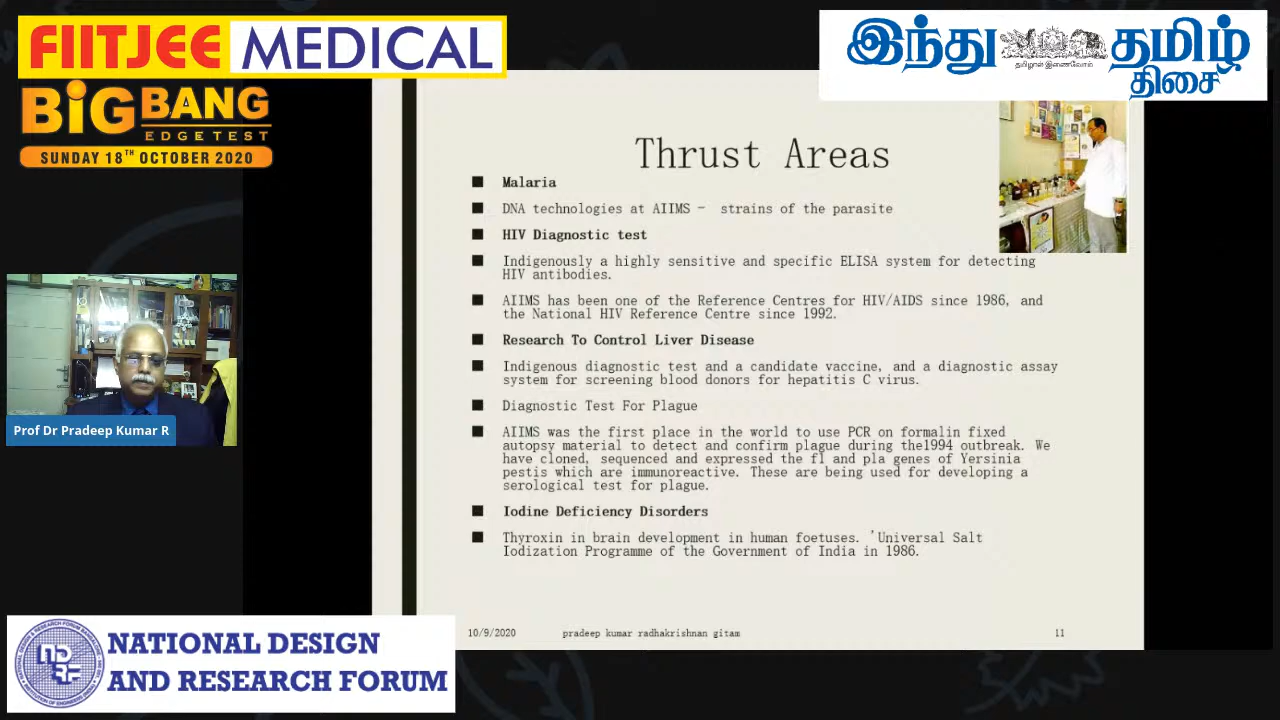 FIITJEE MEDICAL
BIG BANG
EDGE TEST
SUNDAY 18TH OCTOBER 2020
இந்து தமிழ் திசை
தமிழால் இணைவோம்
Thrust Areas
■ Malaria
■ DNA technologies at AIIMS – strains of the parasite
■ HIV Diagnostic test
■ Indigenously a highly sensitive and specific ELISA system for detecting
HIV antibodies.
■ AIIMS has been one of the Reference Centres for HIV/AIDS since 1986, and
the National HIV Reference Centre since 1992.
■ Research To Control Liver Disease
■ Indigenous diagnostic test and a candidate vaccine, and a diagnostic assay
system for screening blood donors for hepatitis C virus.
■ Diagnostic Test For Plague
■ AIIMS was the first place in the world to use PCR on formalin fixed
autopsy material to detect and confirm plague during the1994 outbreak. We
have cloned, sequenced and expressed the f1 and pla genes of Yersinia
pestis which are immunoreactive. These are being used for developing a
serological test for plague.
■ Iodine Deficiency Disorders
■ Thyroxin in brain development in human foetuses. 'Universal Salt
Iodization Programme of the Government of India in 1986.
10/9/2020 pradeep kumar radhakrishnan gitam 11
Prof Dr Pradeep Kumar R
NATIONAL DESIGN
AND RESEARCH FORUM